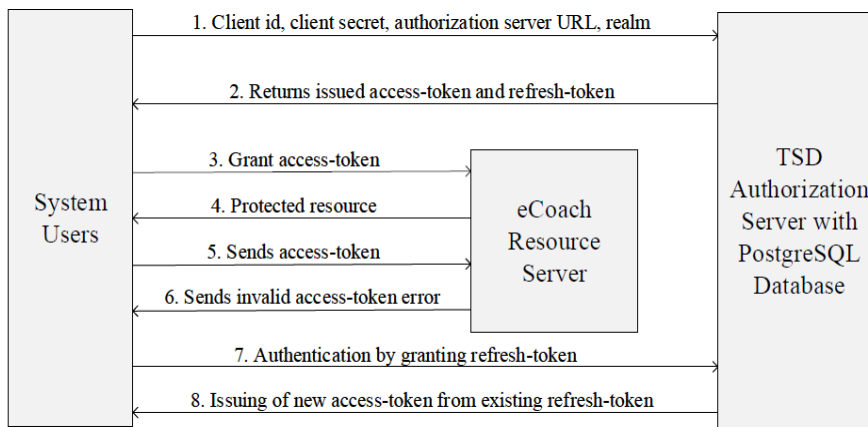 1. Client id, client secret, authorization server URL, realm
2. Returns issued access-token and refresh-token
3. Grant access-token
4. Protected resource
5. Sends access-token
6. Sends invalid access-token error
7. Authentication by granting refresh-token
8. Issuing of new access-token from existing refresh-token
System
Users
eCoach
Resource
Server
TSD
Authorization
Server with
PostgreSQL
Database